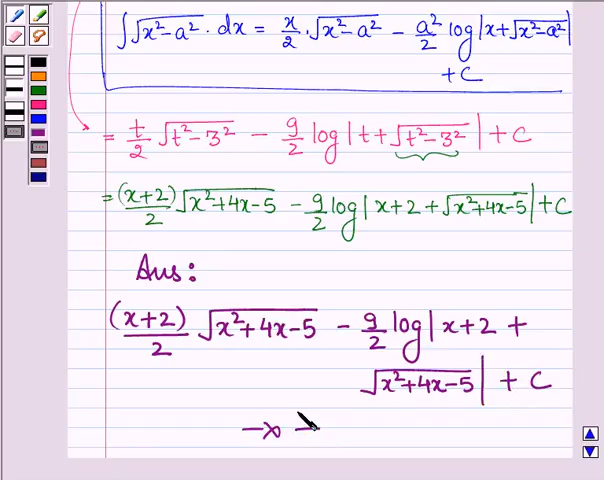 ∫√x²-a² · dx = x/2 · √x²-a² - a²/2 log|x+√x²-a²|
+C
= t/2 √t²-3² - 9/2 log|t+√t²-3²| + C
= (x+2)/2 √x²+4x-5 - 9/2 log|x+2+√x²+4x-5| + C
Ans:
(x+2)/2 √x²+4x-5 - 9/2 log|x+2+
√x²+4x-5| + C